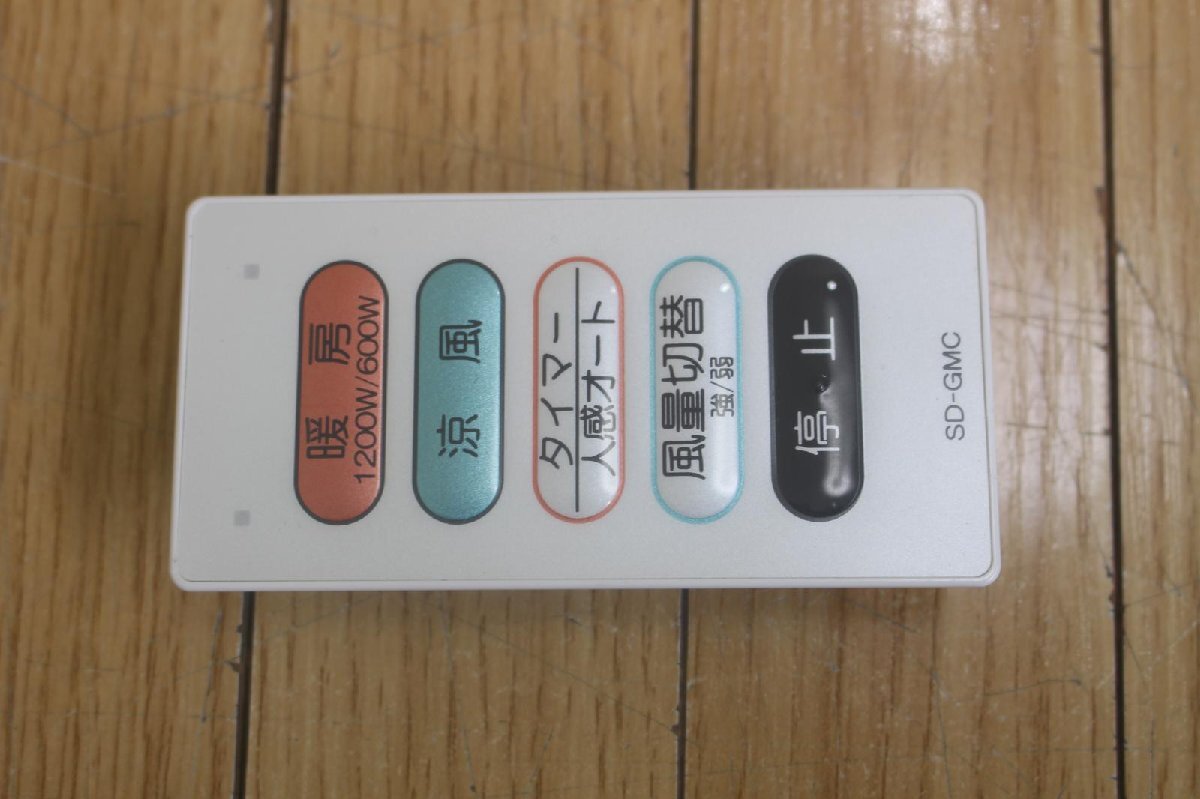 暖 房
1200W/600W
涼 風
タイマー
人感オート
風量切替
強/弱
停 止
SD-GMC